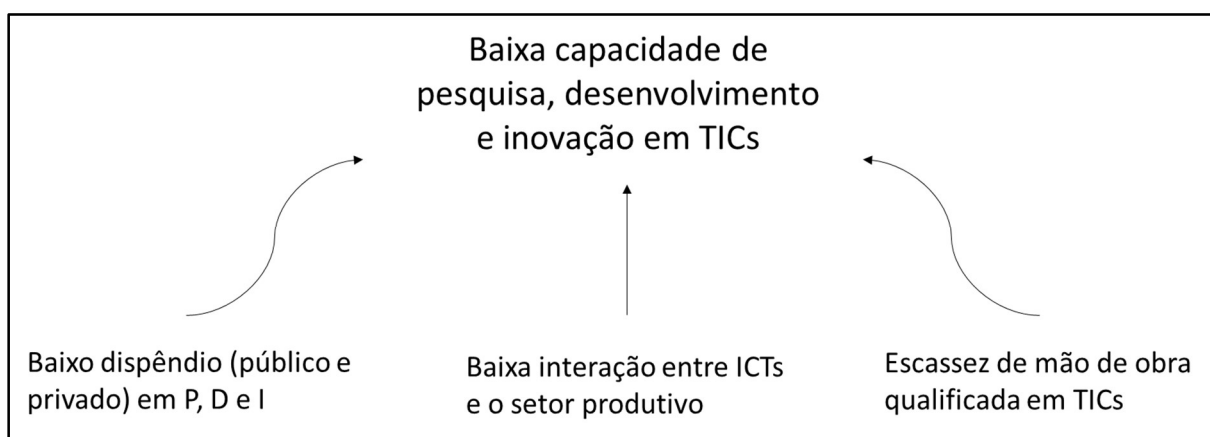 Baixa capacidade de
pesquisa, desenvolvimento
e inovação em TICs
Baixo dispêndio (público e
privado) em P, D e I
Baixa interação entre ICTs
e o setor produtivo
Escassez de mão de obra
qualificada em TICs